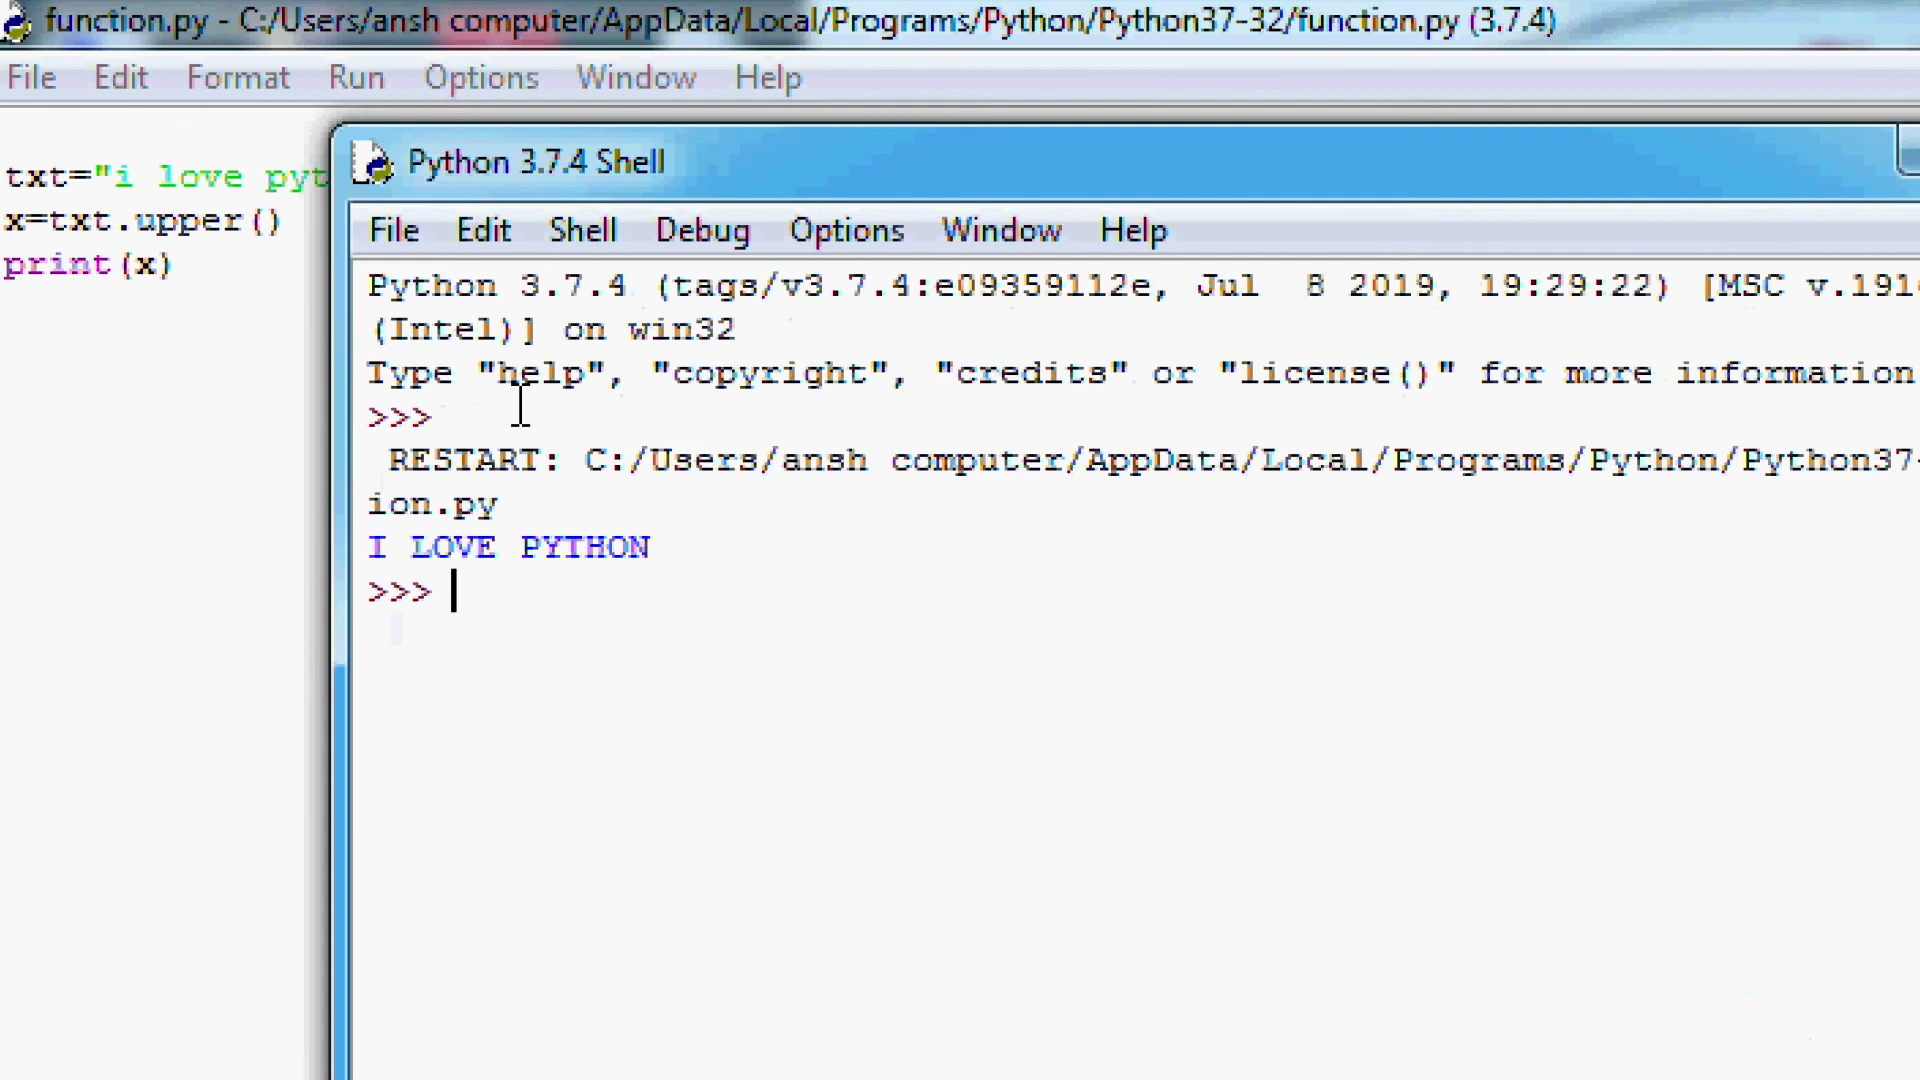 function.py - C:/Users/ansh computer/AppData/Local/Programs/Python/Python37-32/function.py (3.7.4)
File Edit Format Run Options Window Help
txt="i love pyt
x=txt.upper()
print(x)
Python 3.7.4 Shell
File Edit Shell Debug Options Window Help
Python 3.7.4 (tags/v3.7.4:e09359112e, Jul 8 2019, 19:29:22) [MSC v.191
(Intel)] on win32
Type "help", "copyright", "credits" or "license()" for more information
>>>
RESTART: C:/Users/ansh computer/AppData/Local/Programs/Python/Python37-
ion.py
I LOVE PYTHON
>>>